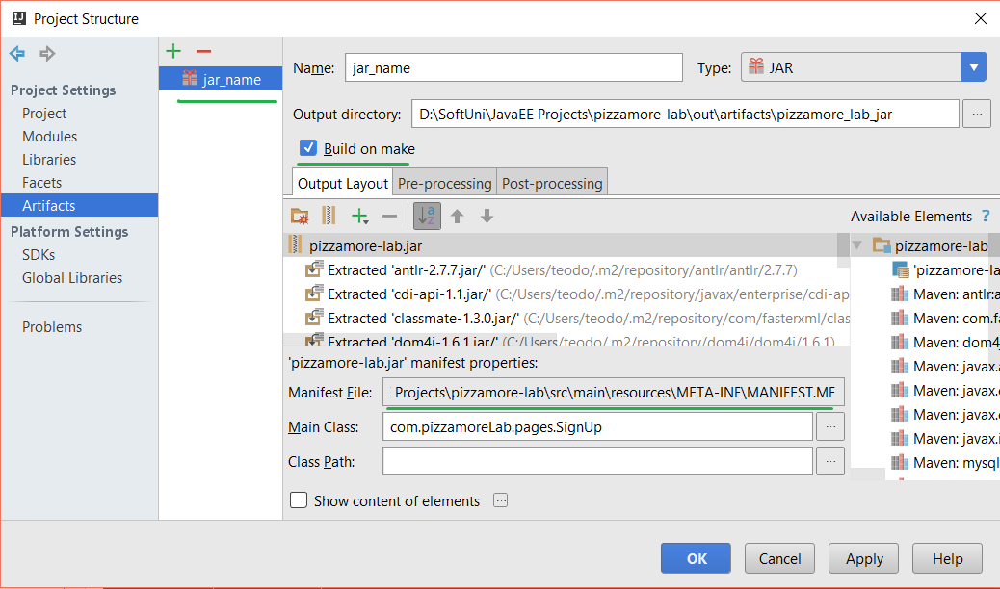 Project Structure
Project Settings
Project
Modules
Libraries
Facets
Artifacts
Platform Settings
SDKs
Global Libraries
Problems
jar_name
Name: jar_name Type: JAR
Output directory: D:\SoftUni\JavaEE Projects\pizzamore-lab\out\artifacts\pizzamore_lab_jar ...
Build on make
Output Layout Pre-processing Post-processing
Available Elements ?
pizzamore-lab.jar
Extracted 'antlr-2.7.7.jar/' (C:/Users/teodo/.m2/repository/antlr/antlr/2.7.7)
Extracted 'cdi-api-1.1.jar/' (C:/Users/teodo/.m2/repository/javax/enterprise/cdi-ap
Extracted 'classmate-1.3.0.jar/' (C:/Users/teodo/.m2/repository/com/fasterxml/clas
Extracted 'dom4j-1.6.1.jar/' (C:/Users/teodo/.m2/repository/dom4j/dom4j/1.6.1)
pizzamore-lab
'pizzamore-la
Maven: antlr:a
Maven: com.fa
Maven: dom4j
Maven: javax.a
Maven: javax.e
Maven: javax.e
Maven: javax.i
Maven: mysql
'pizzamore-lab.jar' manifest properties:
Manifest File: Projects\pizzamore-lab\src\main\resources\META-INF\MANIFEST.MF
Main Class: com.pizzamoreLab.pages.SignUp ...
Class Path: ...
Show content of elements ...
OK Cancel Apply Help